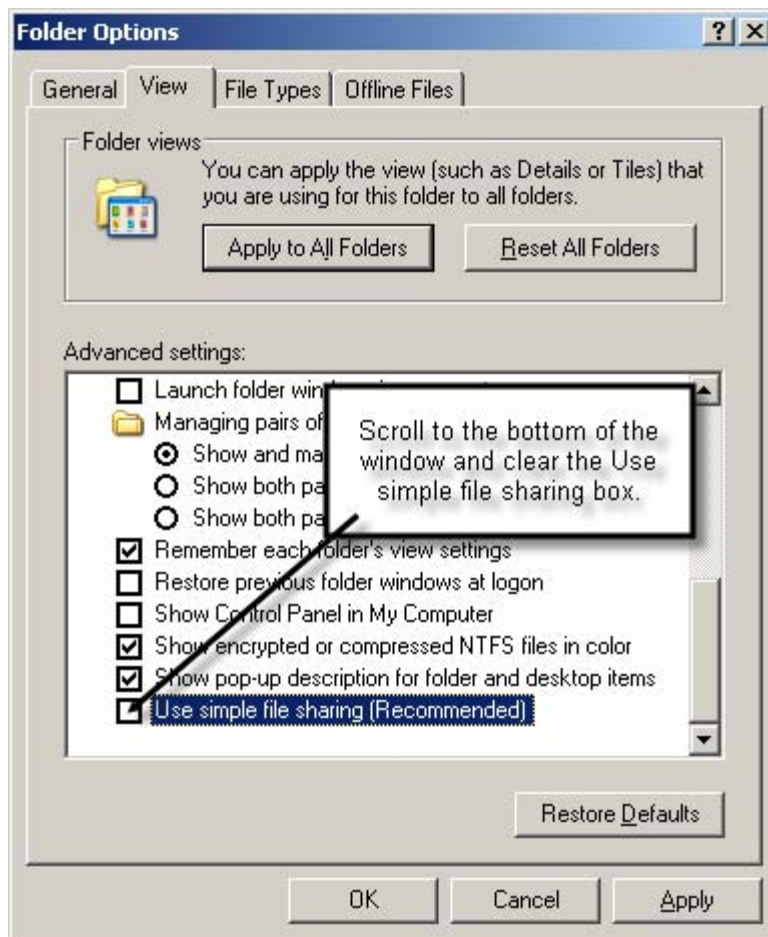 Folder Options
General View File Types Offline Files
Folder views
You can apply the view (such as Details or Tiles) that
you are using for this folder to all folders.
Apply to All Folders Reset All Folders
Advanced settings:
Launch folder
Managing pairs of
Show and
Show both
Show both
Scroll to the bottom of the
window and clear the Use
simple file sharing box.
Remember each folder's view settings
Restore previous folder windows at logon
Show Control Panel in My Computer
Show encrypted or compressed NTFS files in color
Show pop-up description for folder and desktop items
Use simple file sharing (Recommended)
Restore Defaults
OK Cancel Apply